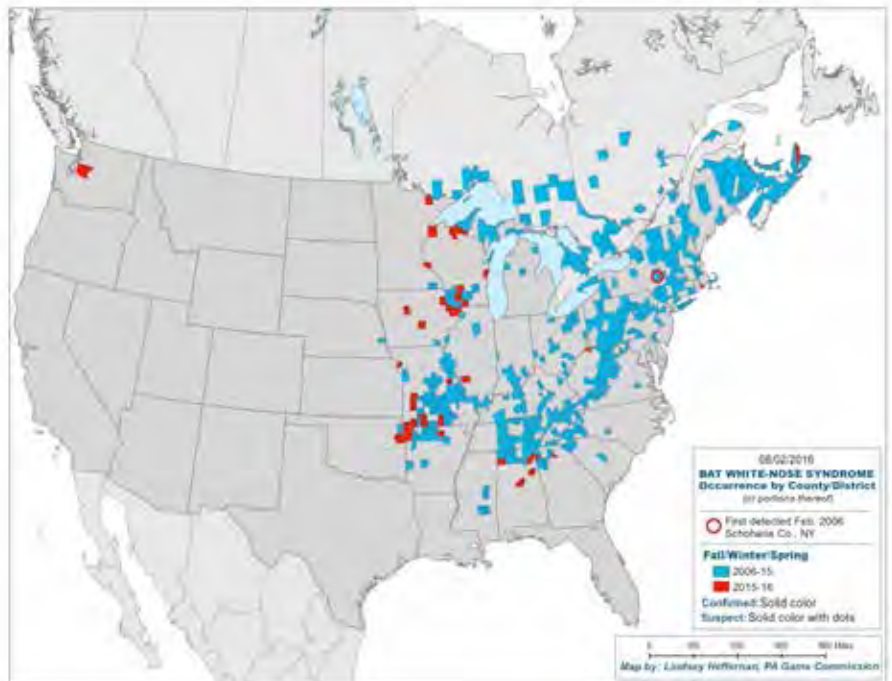 08/02/2016
BAT WHITE-NOSE SYNDROME
Occurrence by County/District
(or portions thereof)
First detected Feb. 2006
Schoharie Co., NY
Fall/Winter/Spring
2006-15
2015-16
Confirmed: Solid color
Suspect: Solid color with dots
0
Miles
Map by: Lindsey Heffernan, PA Game Commission